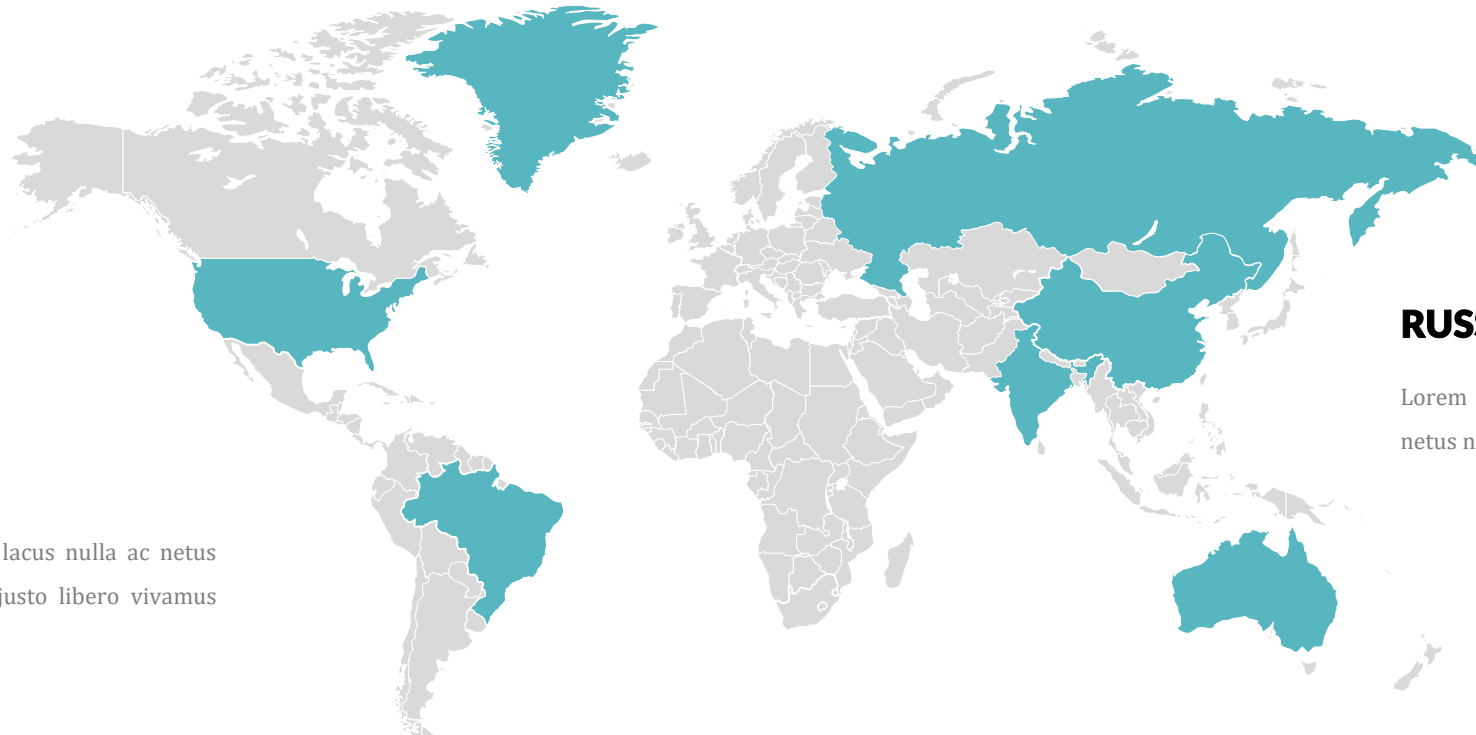 RUS
Lorem
netus n
lacus nulla ac netus
justo libero vivamus